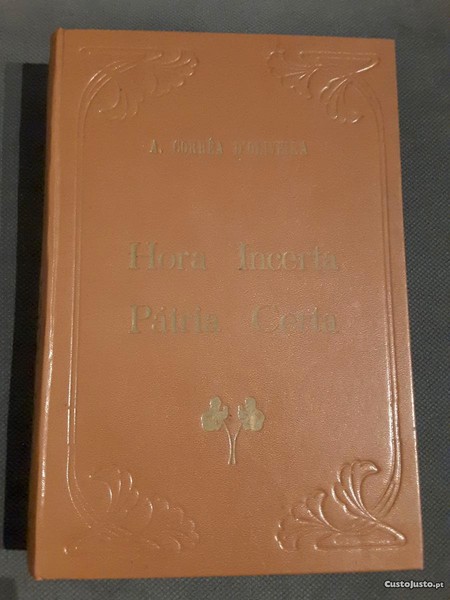 A. CORRÊA D'OLIVEIRA
Hora Incerta
Pátria Certa
CustoJusto.pt